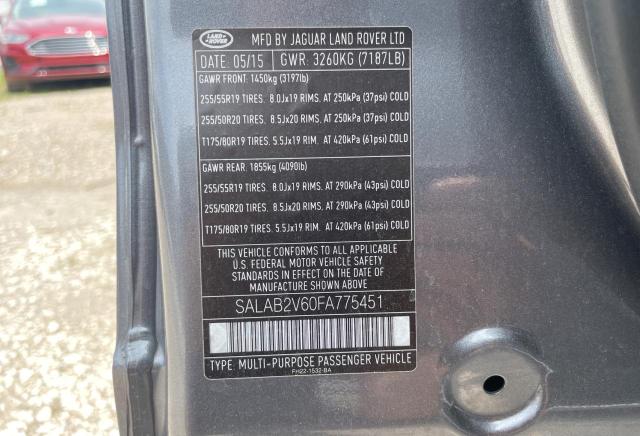 LAND ROVER
MFD BY JAGUAR LAND ROVER LTD
DATE 05/15 GWR: 3260KG (7187LB)
GAWR FRONT: 1450kg (3197lb)
255/55R19 TIRES. 8.0Jx19 RIMS. AT 250kPa (37psi) COLD
255/50R20 TIRES. 8.5Jx20 RIMS. AT 250kPa (37psi) COLD
T175/80R19 TIRES. 5.5Jx19 RIM. AT 420kPa (61psi) COLD
GAWR REAR: 1855kg (4090lb)
255/55R19 TIRES. 8.0Jx19 RIMS. AT 290kPa (43psi) COLD
255/50R20 TIRES. 8.5Jx20 RIMS. AT 290kPa (43psi) COLD
T175/80R19 TIRES. 5.5Jx19 RIM. AT 420kPa (61psi) COLD
THIS VEHICLE CONFORMS TO ALL APPLICABLE
U.S. FEDERAL MOTOR VEHICLE SAFETY
STANDARDS IN EFFECT ON THE DATE OF
MANUFACTURE SHOWN ABOVE.
SALAB2V60FA775451
TYPE: MULTI-PURPOSE PASSENGER VEHICLE
FH22-1532-BA